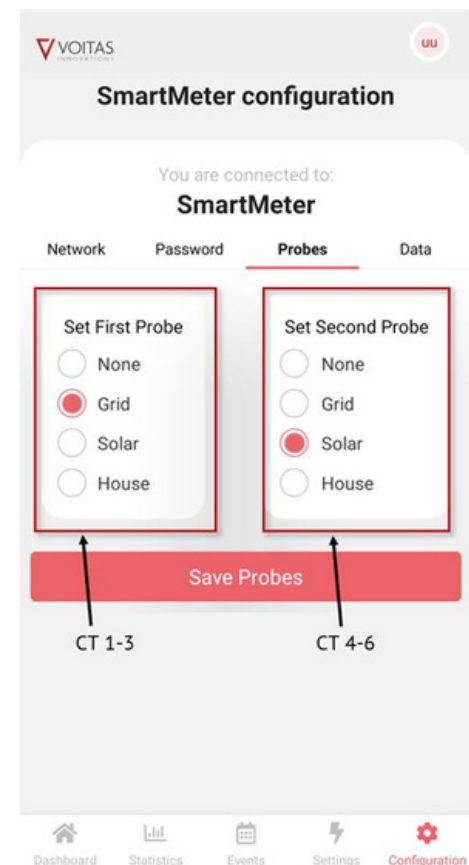 VOITAS
INNOVATIONS
UU
SmartMeter configuration
You are connected to:
SmartMeter
Network Password Probes Data
Set First Probe
None
Grid
Solar
House
Set Second Probe
None
Grid
Solar
House
Save Probes
CT 1-3 CT 4-6
Dashboard Statistics Events Settings Configuration